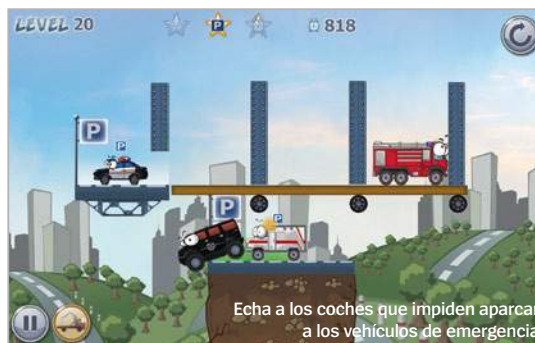 LEVEL 20
P
818
P
P
P
P
Echa a los coches que impiden aparcar
a los vehículos de emergencia